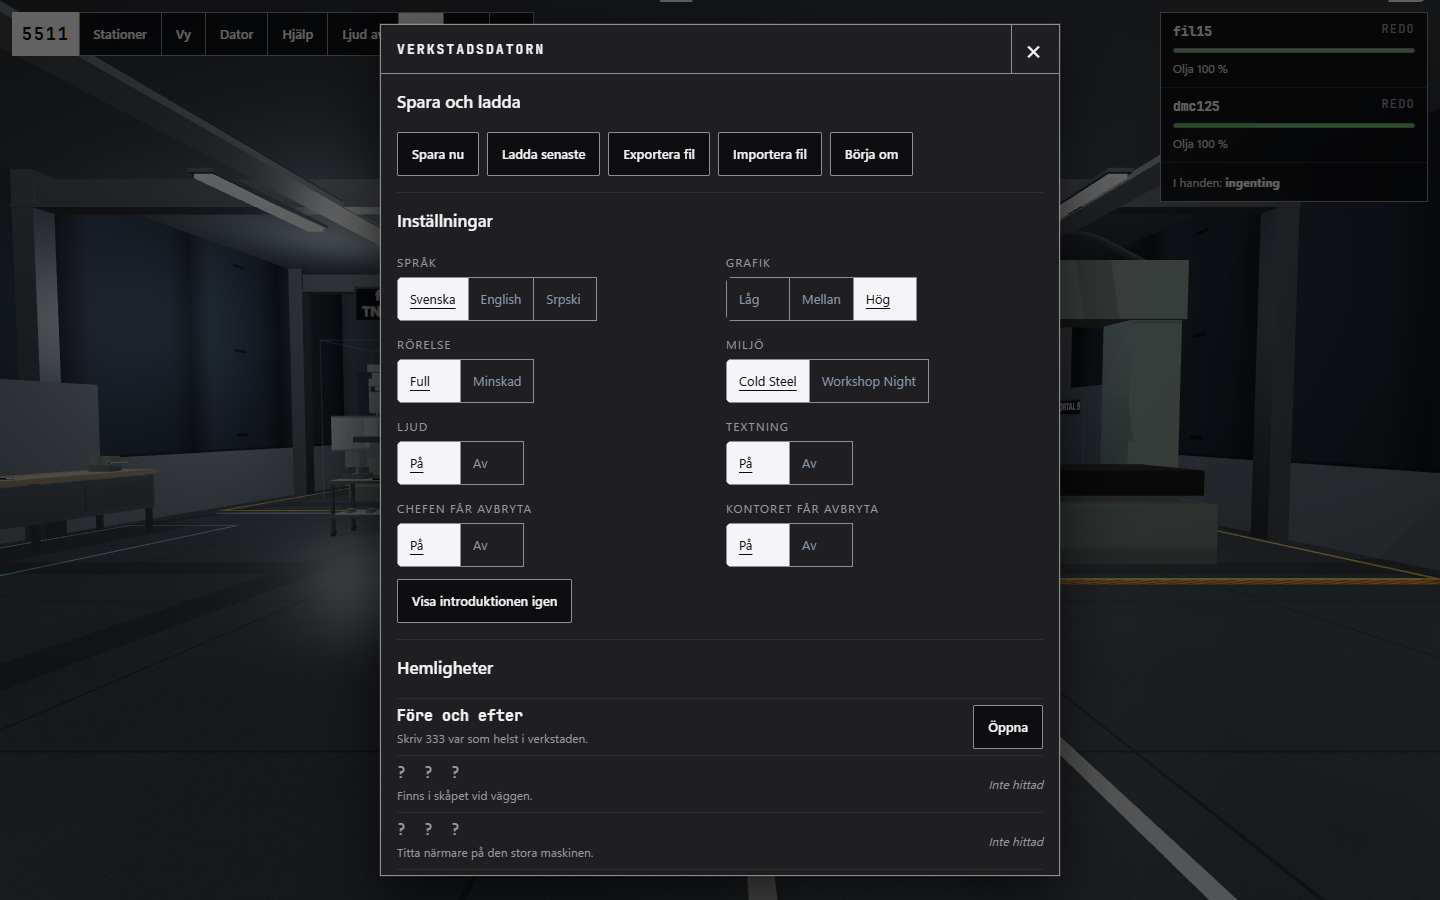 5511 Stationer Vy Dator Hjälp Ljud av
VERKSTADSDATORN
fil15 REDO
Olja 100 %
dmc125 REDO
Olja 100 %
I handen: ingenting
Spara och ladda
Spara nu Ladda senaste Exportera fil Importera fil Börja om
Inställningar
SPRÅK GRAFIK
Svenska English Srpski Låg Mellan Hög
RÖRELSE MILJÖ
Full Minskad Cold Steel Workshop Night
LJUD TEXTNING
På Av På Av
CHEFEN FÅR AVBRYTA KONTORET FÅR AVBRYTA
På Av På Av
Visa introduktionen igen
Hemligheter
Före och efter
Skriv 333 var som helst i verkstaden.
Öppna
? ? ?
Finns i skåpet vid väggen.
Inte hittad
? ? ?
Titta närmare på den stora maskinen.
Inte hittad